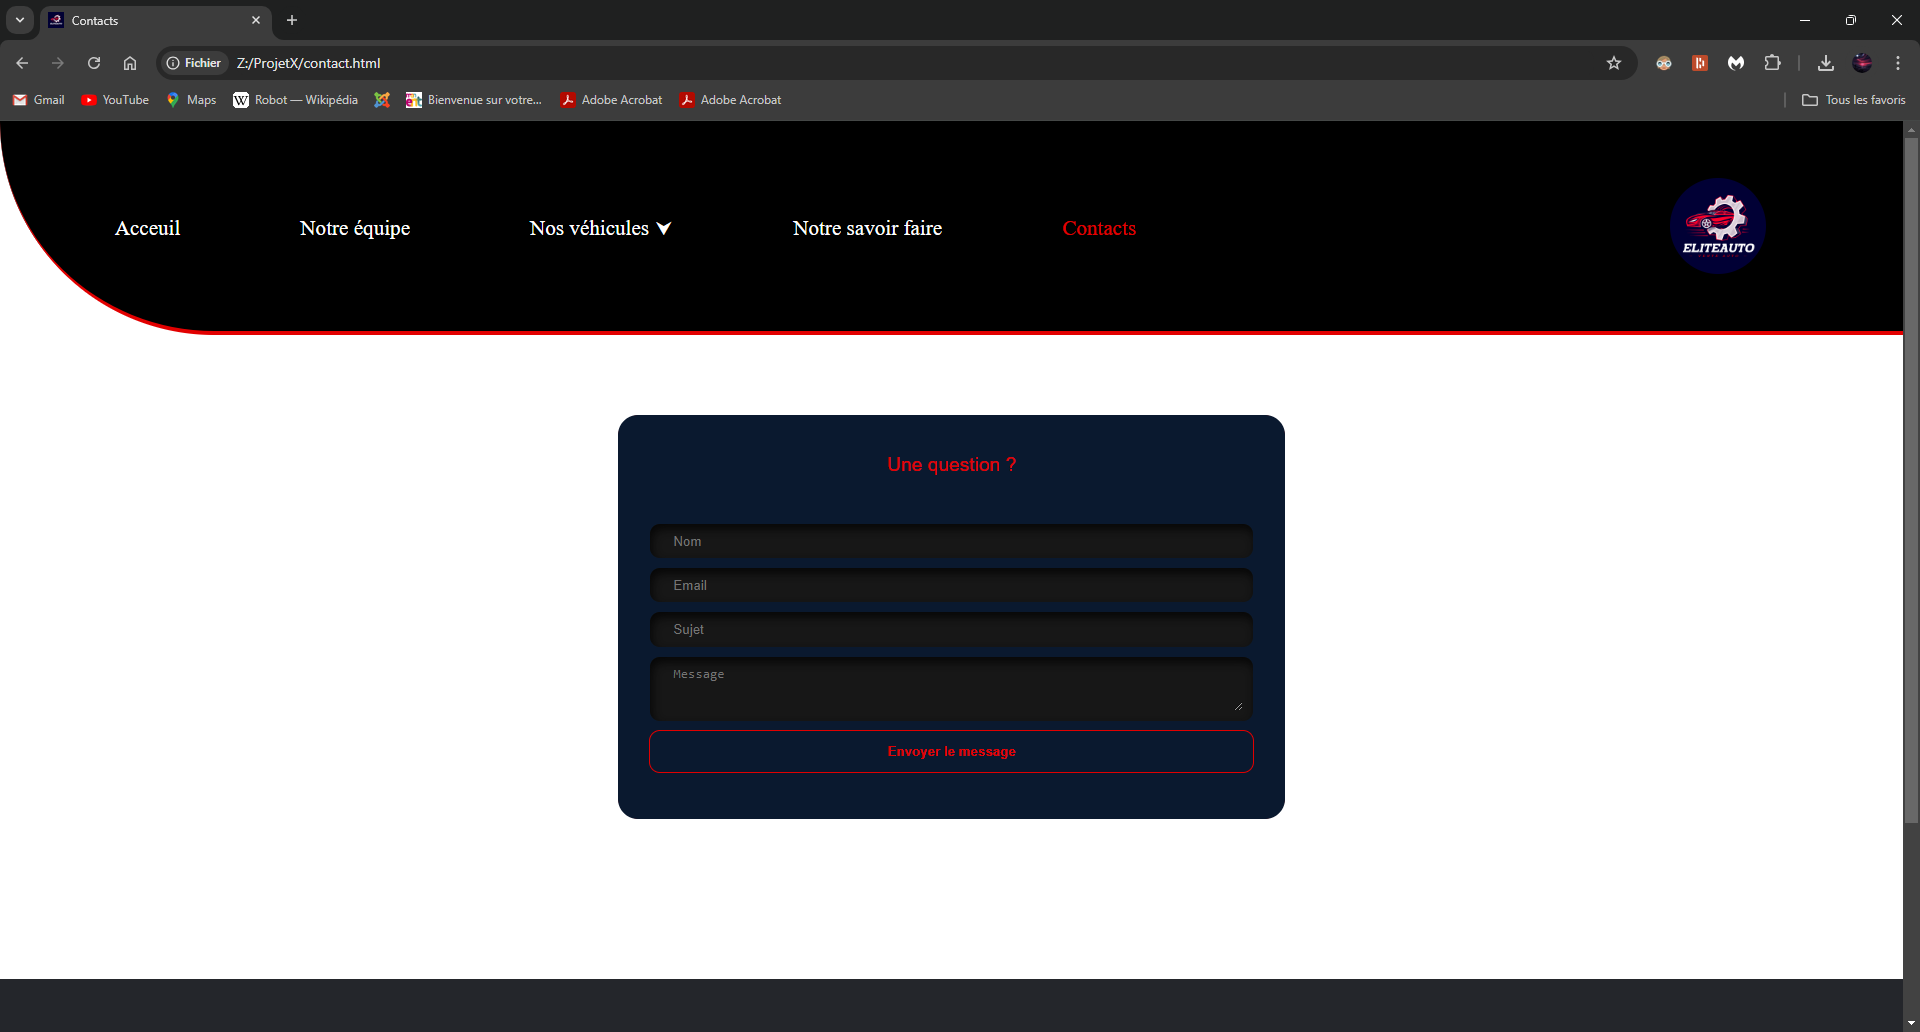 Contacts
Fichier
Z:/ProjetX/contact.html
Gmail
YouTube
Maps
Robot — Wikipédia
Bienvenue sur votre...
Adobe Acrobat
Adobe Acrobat
Tous les favoris
Acceuil
Notre équipe
Nos véhicules
Notre savoir faire
Contacts
ELITEAUTO
Une question ?
Nom
Email
Sujet
Message
Envoyer le message